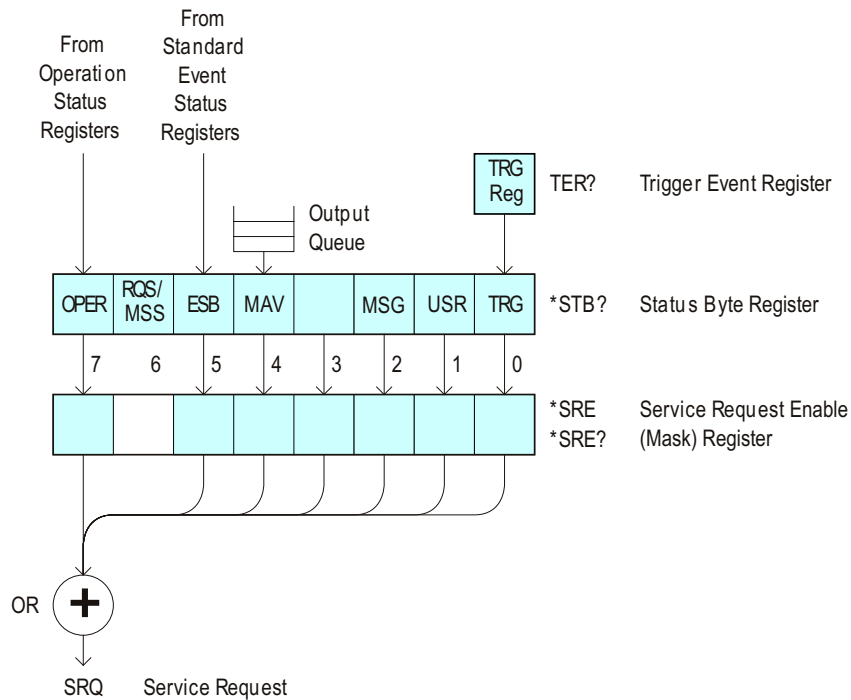 From
Operation
Status
Registers
From
Standard
Event
Status
Registers
Output
Queue
TRG
Reg
TER? Trigger Event Register
OPER RQS/ MSS ESB MAV MSG USR TRG
*STB? Status Byte Register
7 6 5 4 3 2 1 0
*SRE Service Request Enable
*SRE? (Mask) Register
OR +
SRQ Service Request